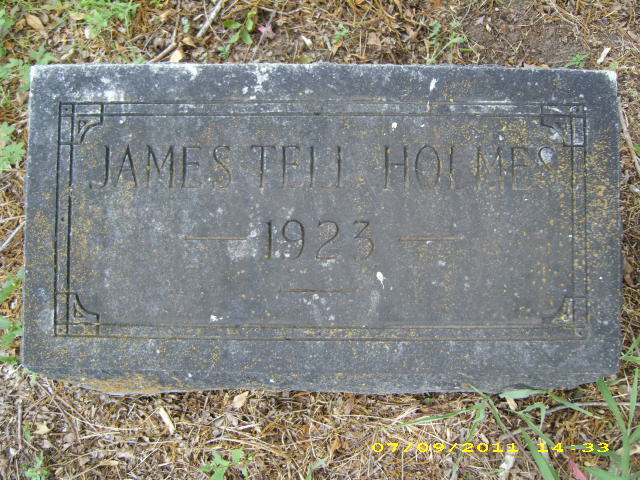 JAMES TELL HOLMES
— 1923 —
07/09/2011 14:33